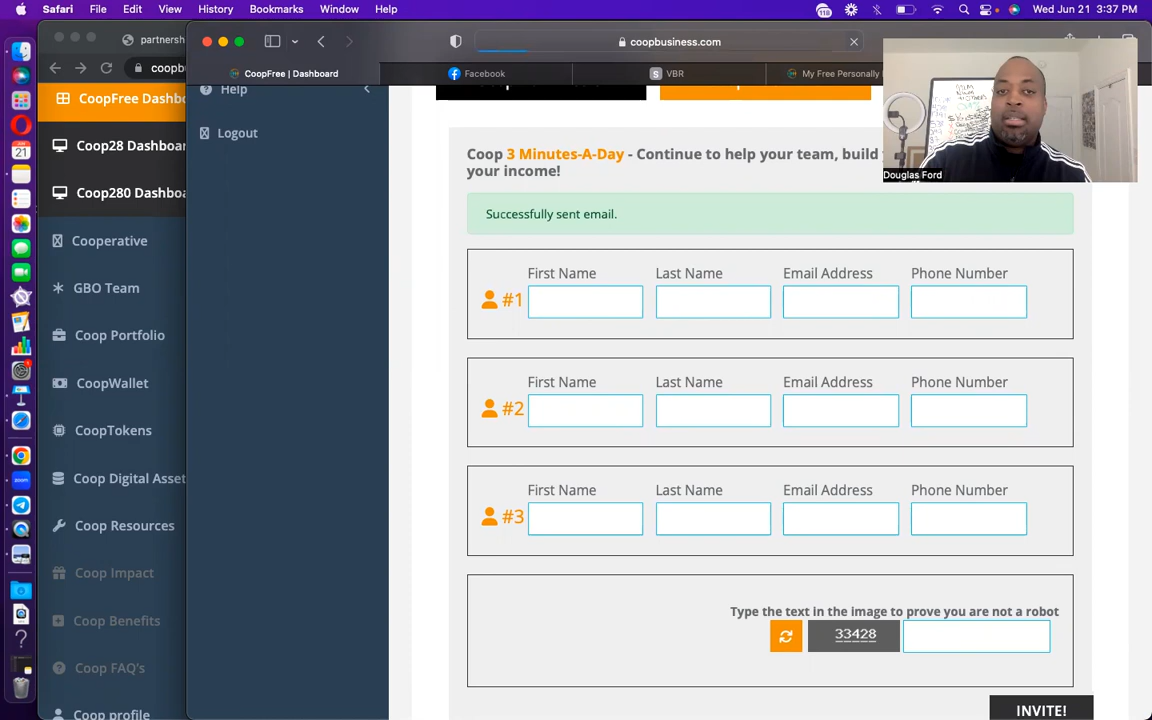 Safari File Edit View History Bookmarks Window Help
118
Wed Jun 21 3:37 PM
partnersh
coopbusiness.com
coopbu
CoopFree | Dashboard
Facebook
VBR
My Free Personally
CoopFree Dashbo
Coop28 Dashboar
Coop280 Dashboa
Cooperative
GBO Team
Coop Portfolio
CoopWallet
CoopTokens
Coop Digital Asset
Coop Resources
Coop Impact
Coop Benefits
Coop FAQ's
Coop profile
Help
Logout
Coop 3 Minutes-A-Day - Continue to help your team, build
your income!
Successfully sent email.
First Name Last Name Email Address Phone Number
#1
First Name Last Name Email Address Phone Number
#2
First Name Last Name Email Address Phone Number
#3
Type the text in the image to prove you are not a robot
33428
INVITE!
Douglas Ford